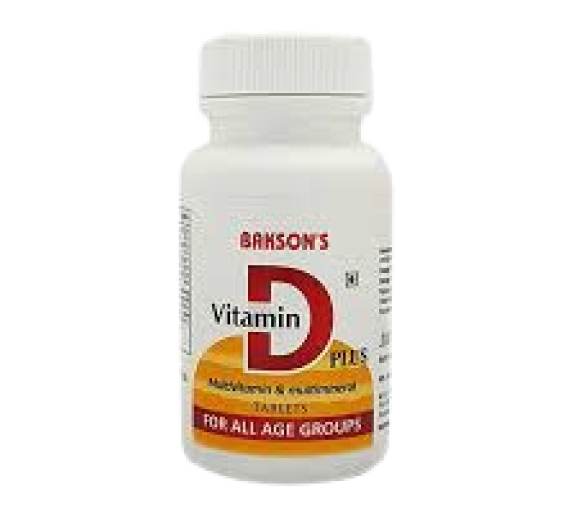 BAKSON'S
Vitamin D
PLUS
Multivitamin & multimineral
TABLETS
FOR ALL AGE GROUPS